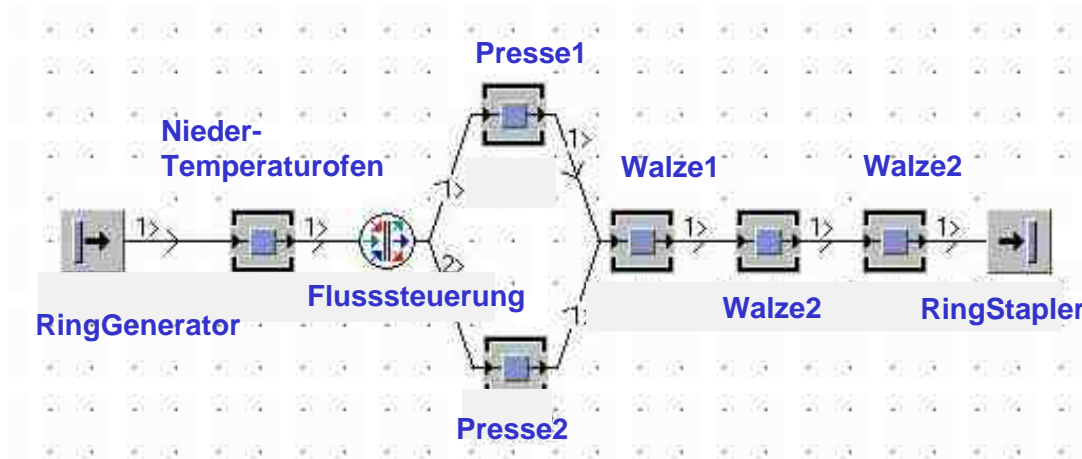 Presse1
Nieder-
Temperaturofen
Walze1
Walze2
1>
1>
1>
1>
1>
1>
1>
1>
2>
1>
Flusssteuerung
Walze2
RingStapler
RingGenerator
Presse2